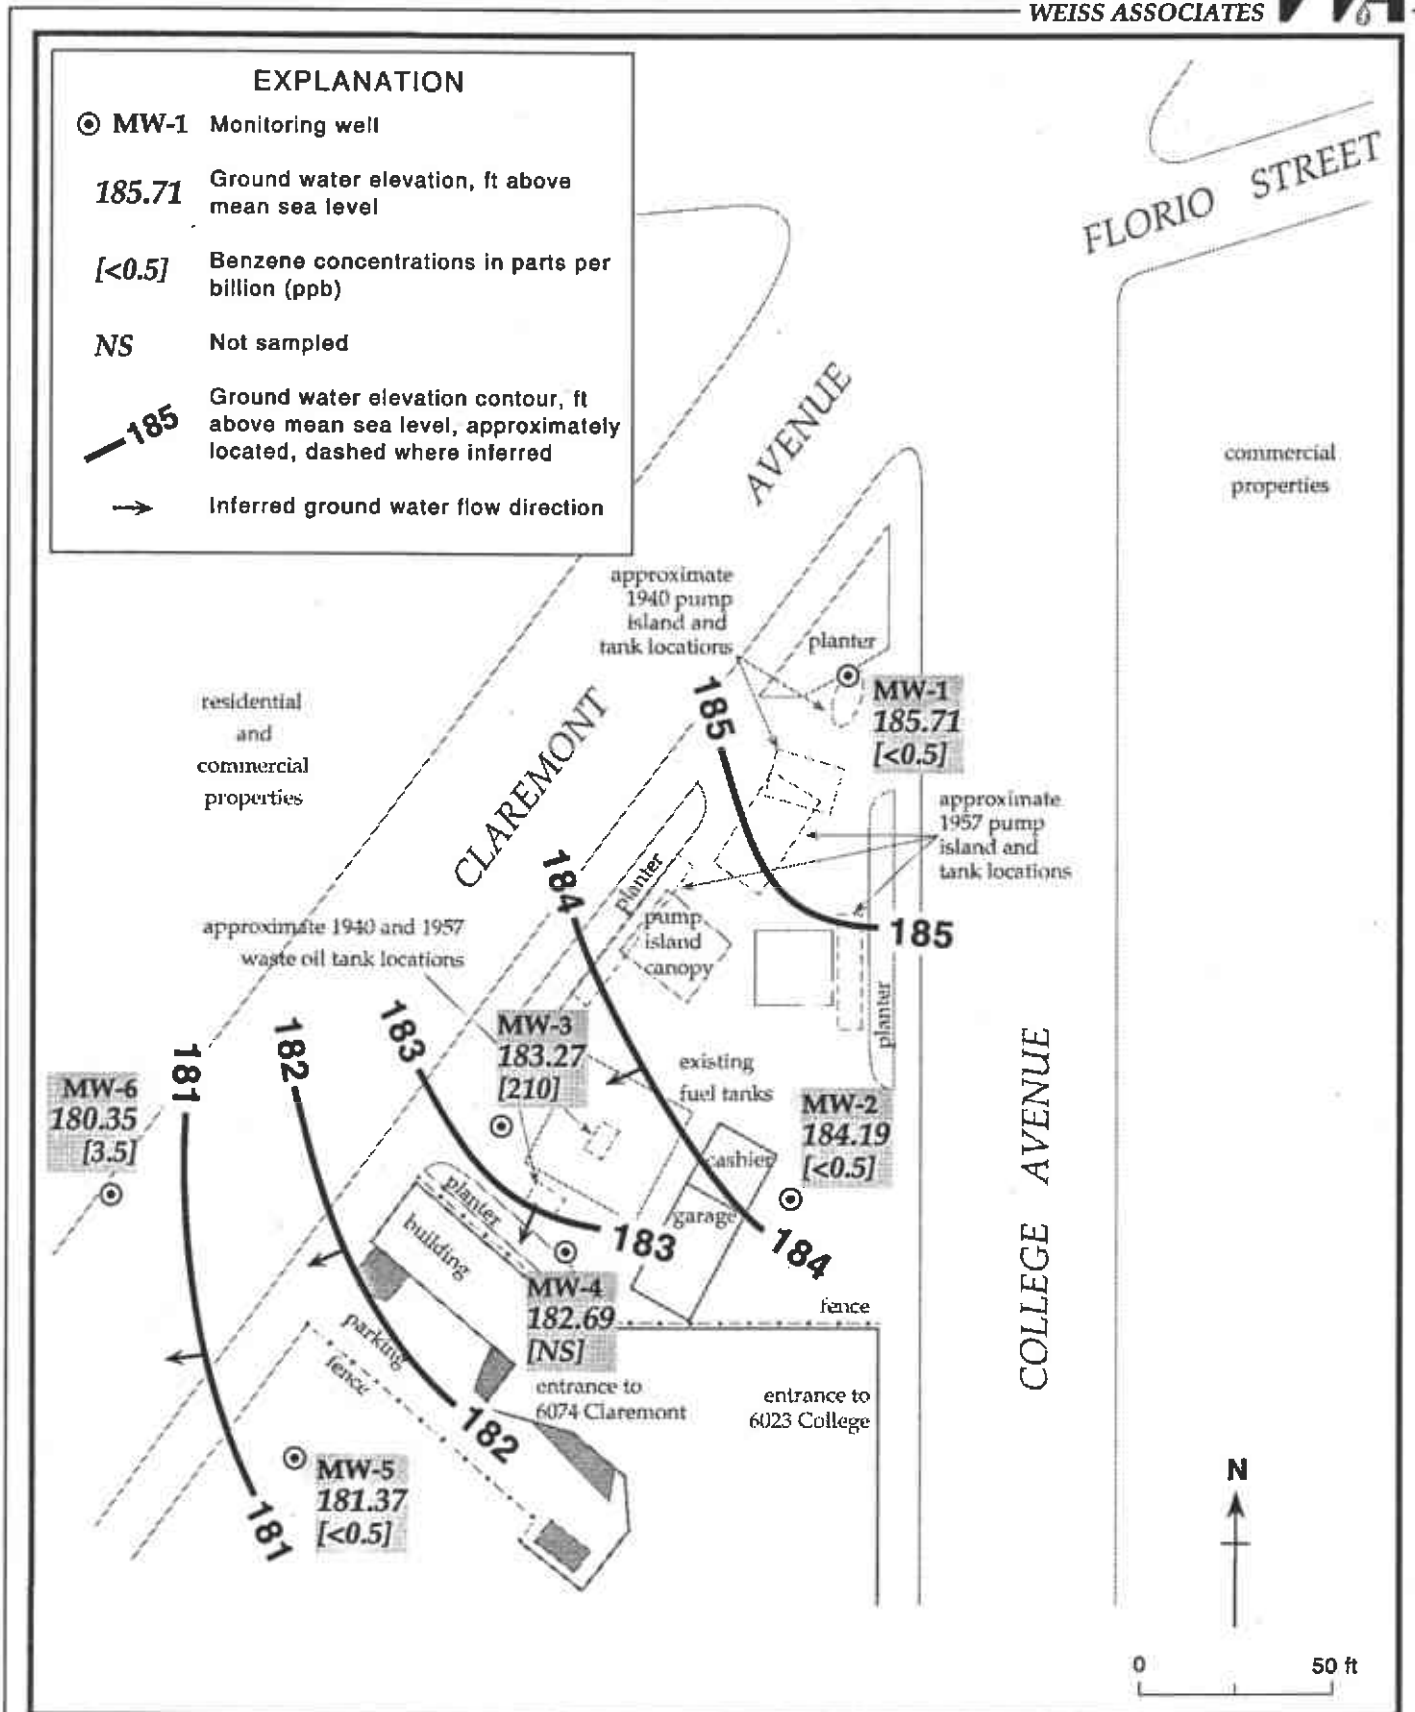 WEISS ASSOCIATES
EXPLANATION
MW-1 Monitoring well
185.71 Ground water elevation, ft above
mean sea level
[<0.5] Benzene concentrations in parts per
billion (ppb)
NS Not sampled
185 Ground water elevation contour, ft
above mean sea level, approximately
located, dashed where inferred
Inferred ground water flow direction
FLORIO STREET
CLAREMONT AVENUE
COLLEGE AVENUE
commercial
properties
approximate
1940 pump
island and
tank locations
planter
MW-1
185.71
[<0.5]
residential
and
commercial
properties
185
approximate
1957 pump
island and
tank locations
184
planter
pump
island
canopy
185
planter
approximate 1940 and 1957
waste oil tank locations
183
182
181
MW-3
183.27
[210]
existing
fuel tanks
MW-6
180.35
[3.5]
MW-2
184.19
[<0.5]
cashier
garage
planter
building
183
184
MW-4
182.69
[NS]
fence
parking
fence
entrance to
6074 Claremont
entrance to
6023 College
182
MW-5
181.37
[<0.5]
181
N
0 50 ft